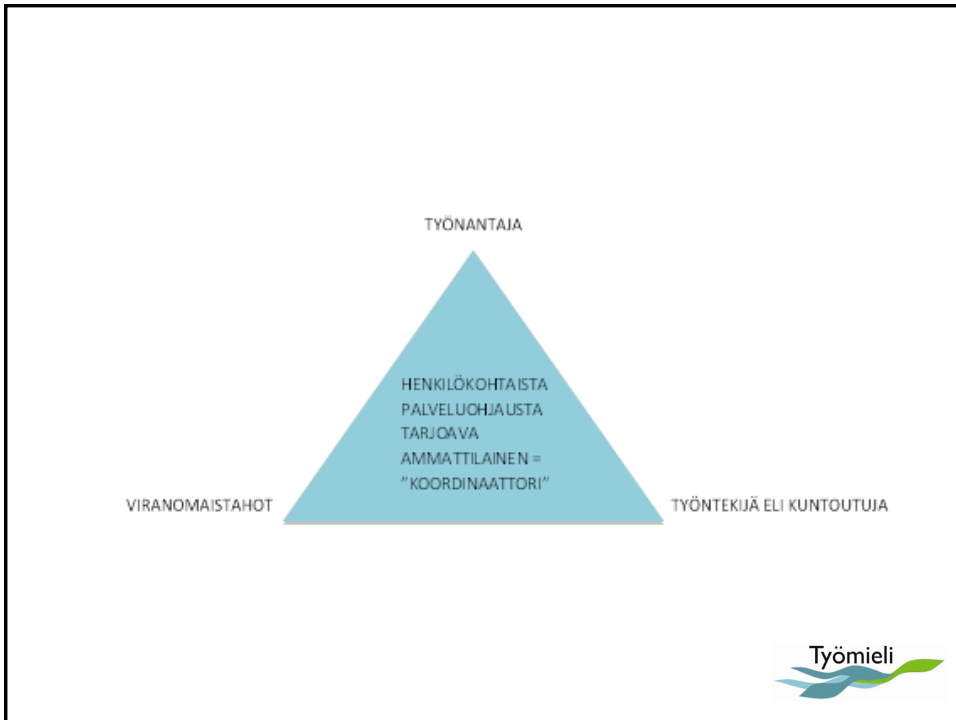 TYÖNANTAJA
HENKILÖKOHTAISTA
PALVELUOHJAUSTA
TARJOAVA
AMMATTILAINEN =
”KOORDINAATTORI”
VIRANOMAISTAHOT
TYÖNTEKIJÄ ELI KUNTOUTUJA
Työmieli